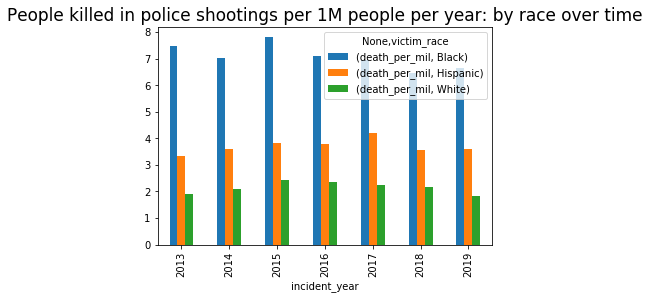 People killed in police shootings per 1M people per year: by race over time
None,victim_race
(death_per_mil, Black)
(death_per_mil, Hispanic)
(death_per_mil, White)
8
7
6
5
4
3
2
1
0
2013
2014
2015
2016
2017
2018
2019
incident_year